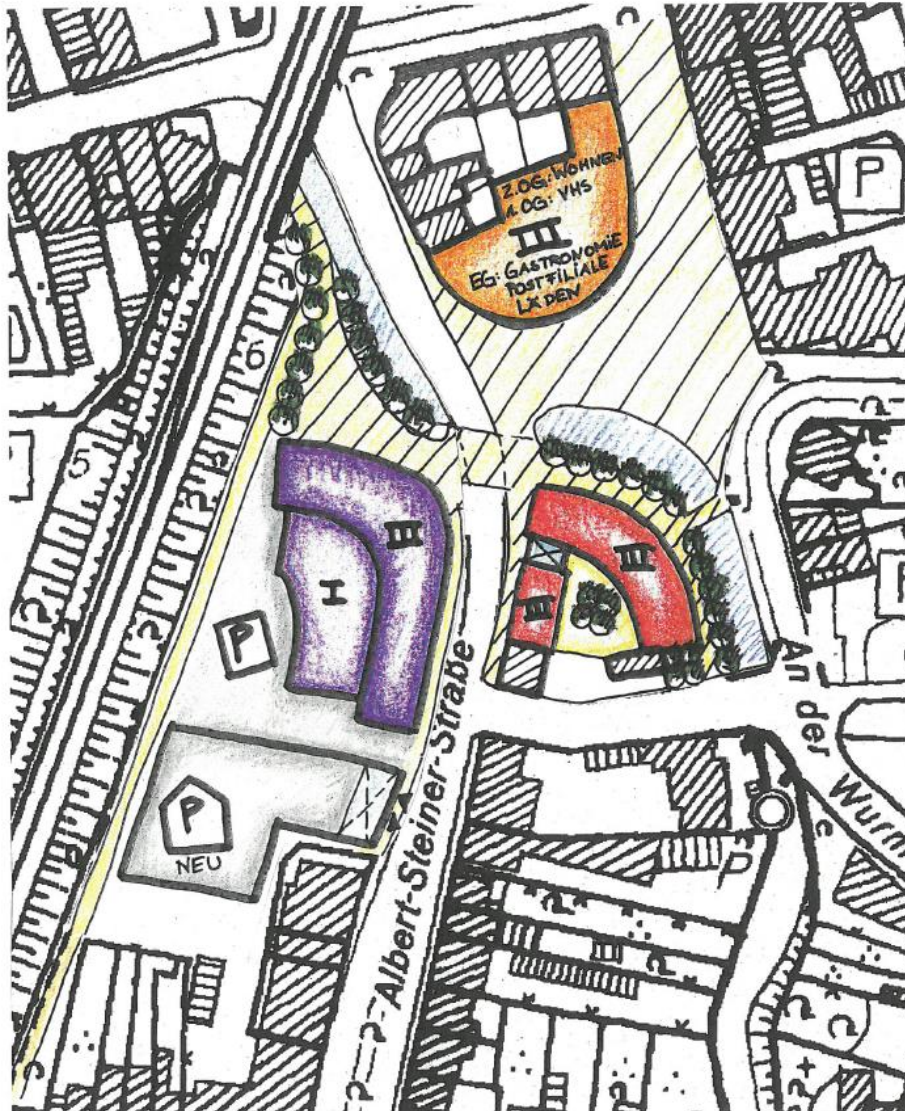 P
2.OG: WOHNEN
1.OG: VHS
III
EG: GASTRONOMIE
POSTFILIALE
LÄDEN
III
I
III
III
P
P
NEU
Albert-Steiner-Straße
An der Wurm